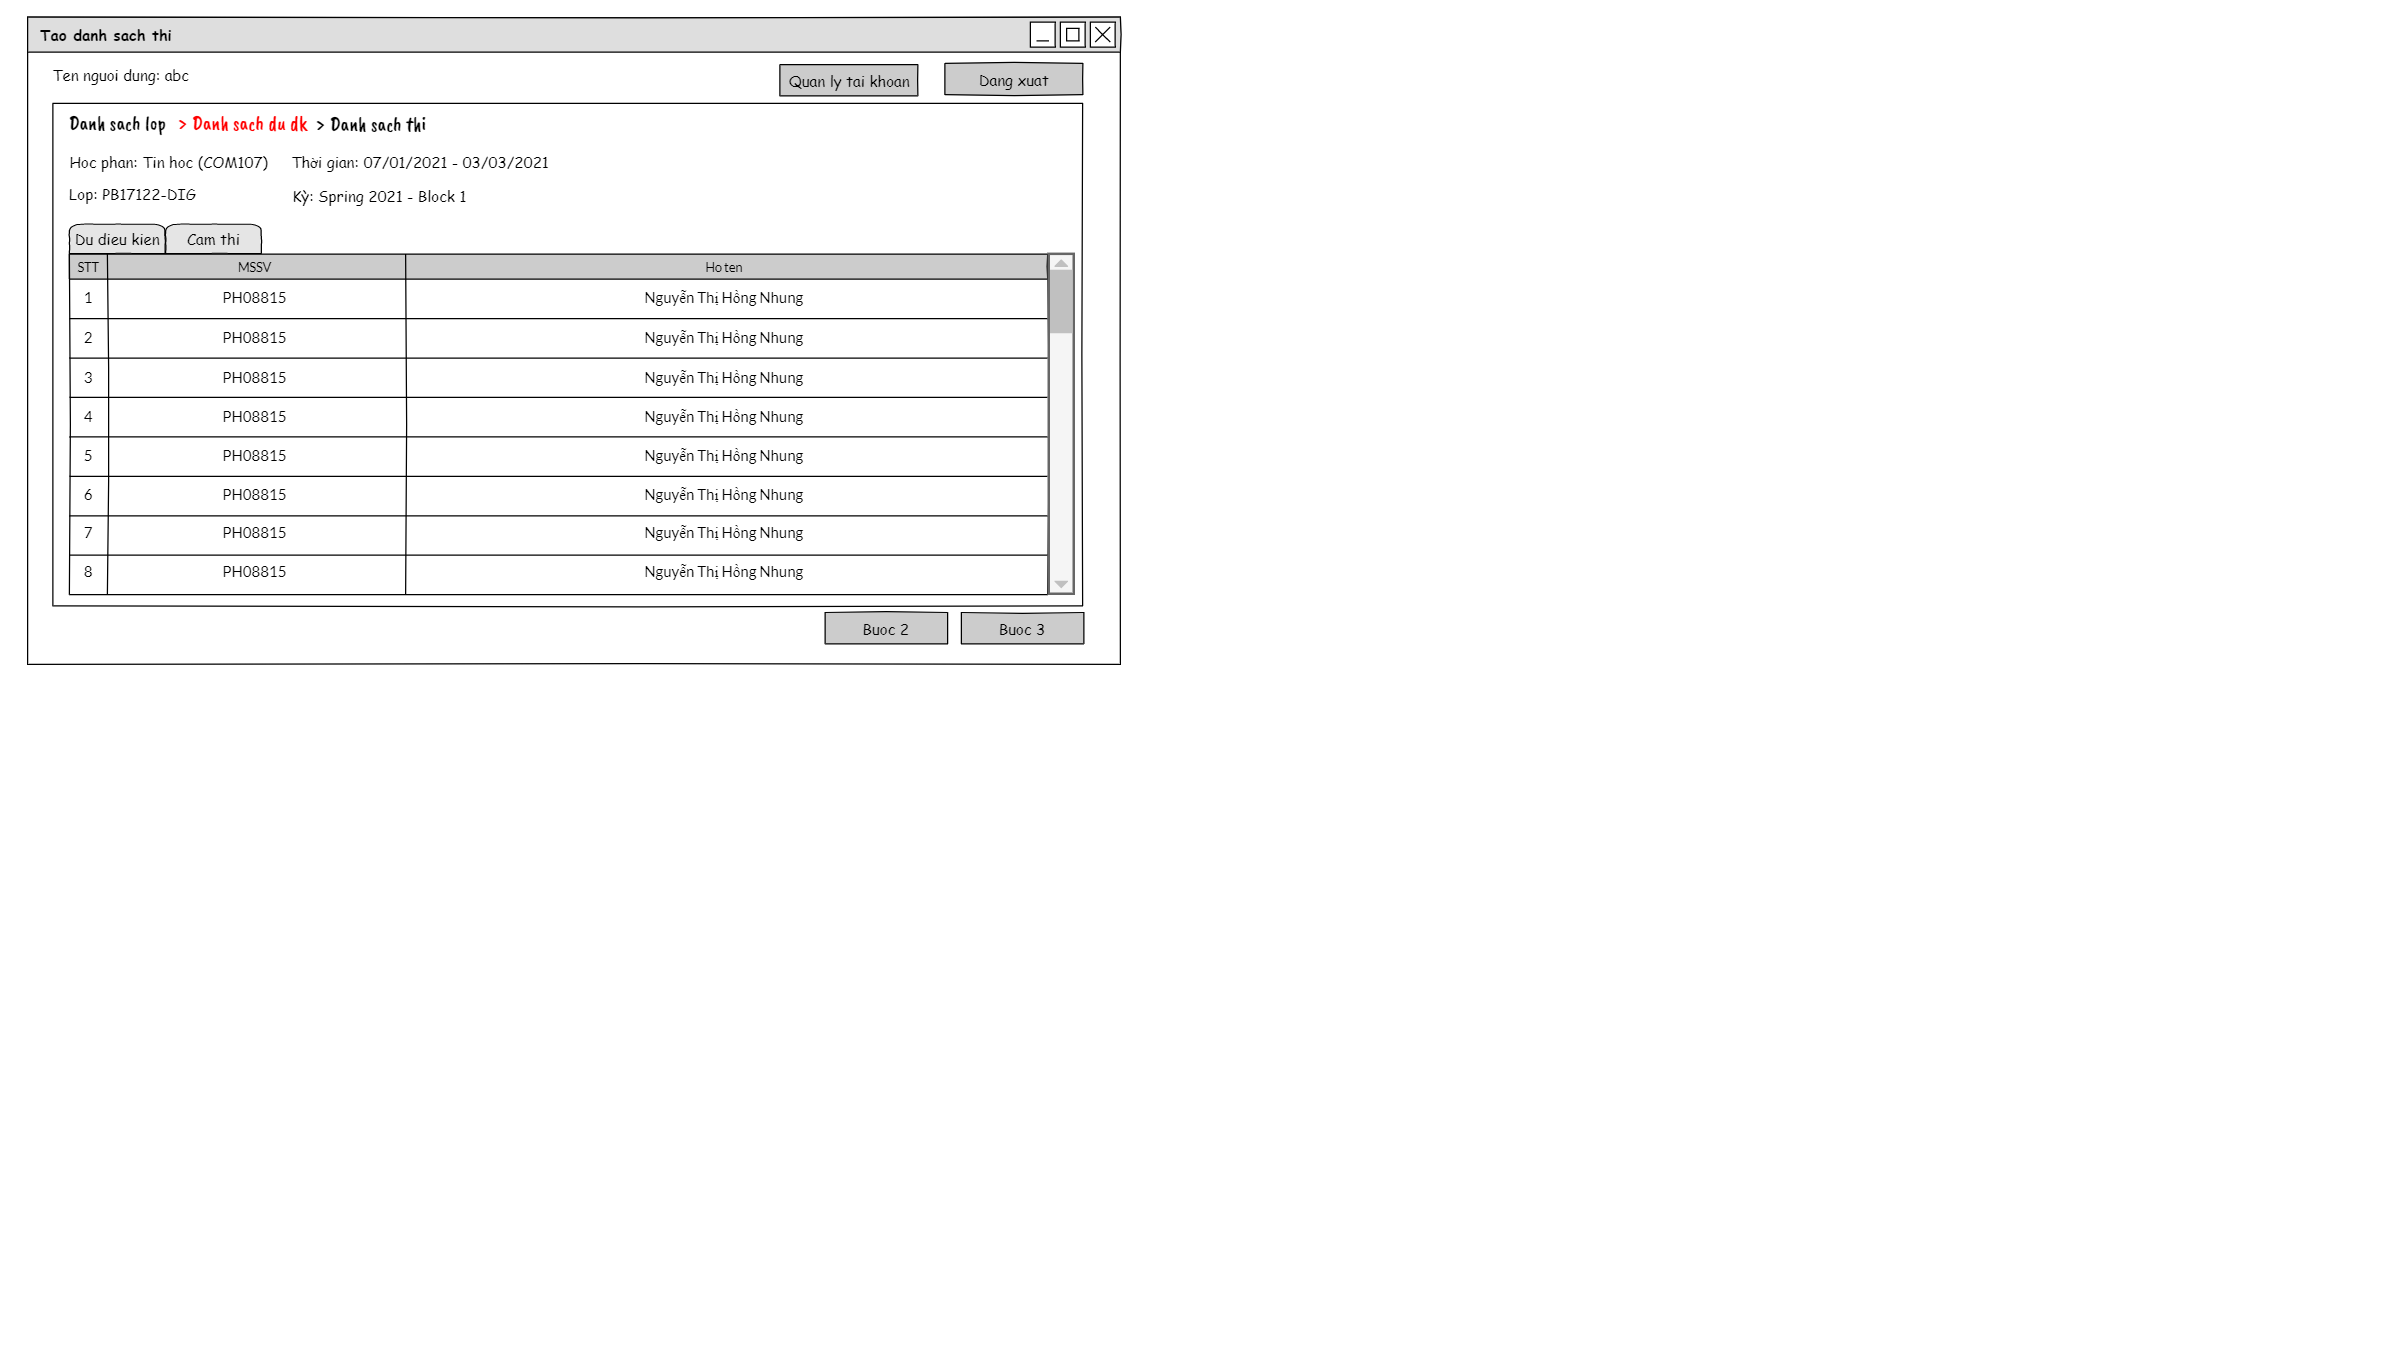 Tao danh sach thi
Ten nguoi dung: abc
Quan ly tai khoan
Dang xuat
Danh sach lop > Danh sach du dk > Danh sach thi
Hoc phan: Tin hoc (COM107) Thời gian: 07/01/2021 - 03/03/2021
Lop: PB17122-DIG Kỳ: Spring 2021 - Block 1
Du dieu kien Cam thi
STT MSSV Ho ten
1 PH08815 Nguyễn Thị Hồng Nhung
2 PH08815 Nguyễn Thị Hồng Nhung
3 PH08815 Nguyễn Thị Hồng Nhung
4 PH08815 Nguyễn Thị Hồng Nhung
5 PH08815 Nguyễn Thị Hồng Nhung
6 PH08815 Nguyễn Thị Hồng Nhung
7 PH08815 Nguyễn Thị Hồng Nhung
8 PH08815 Nguyễn Thị Hồng Nhung
Buoc 2 Buoc 3